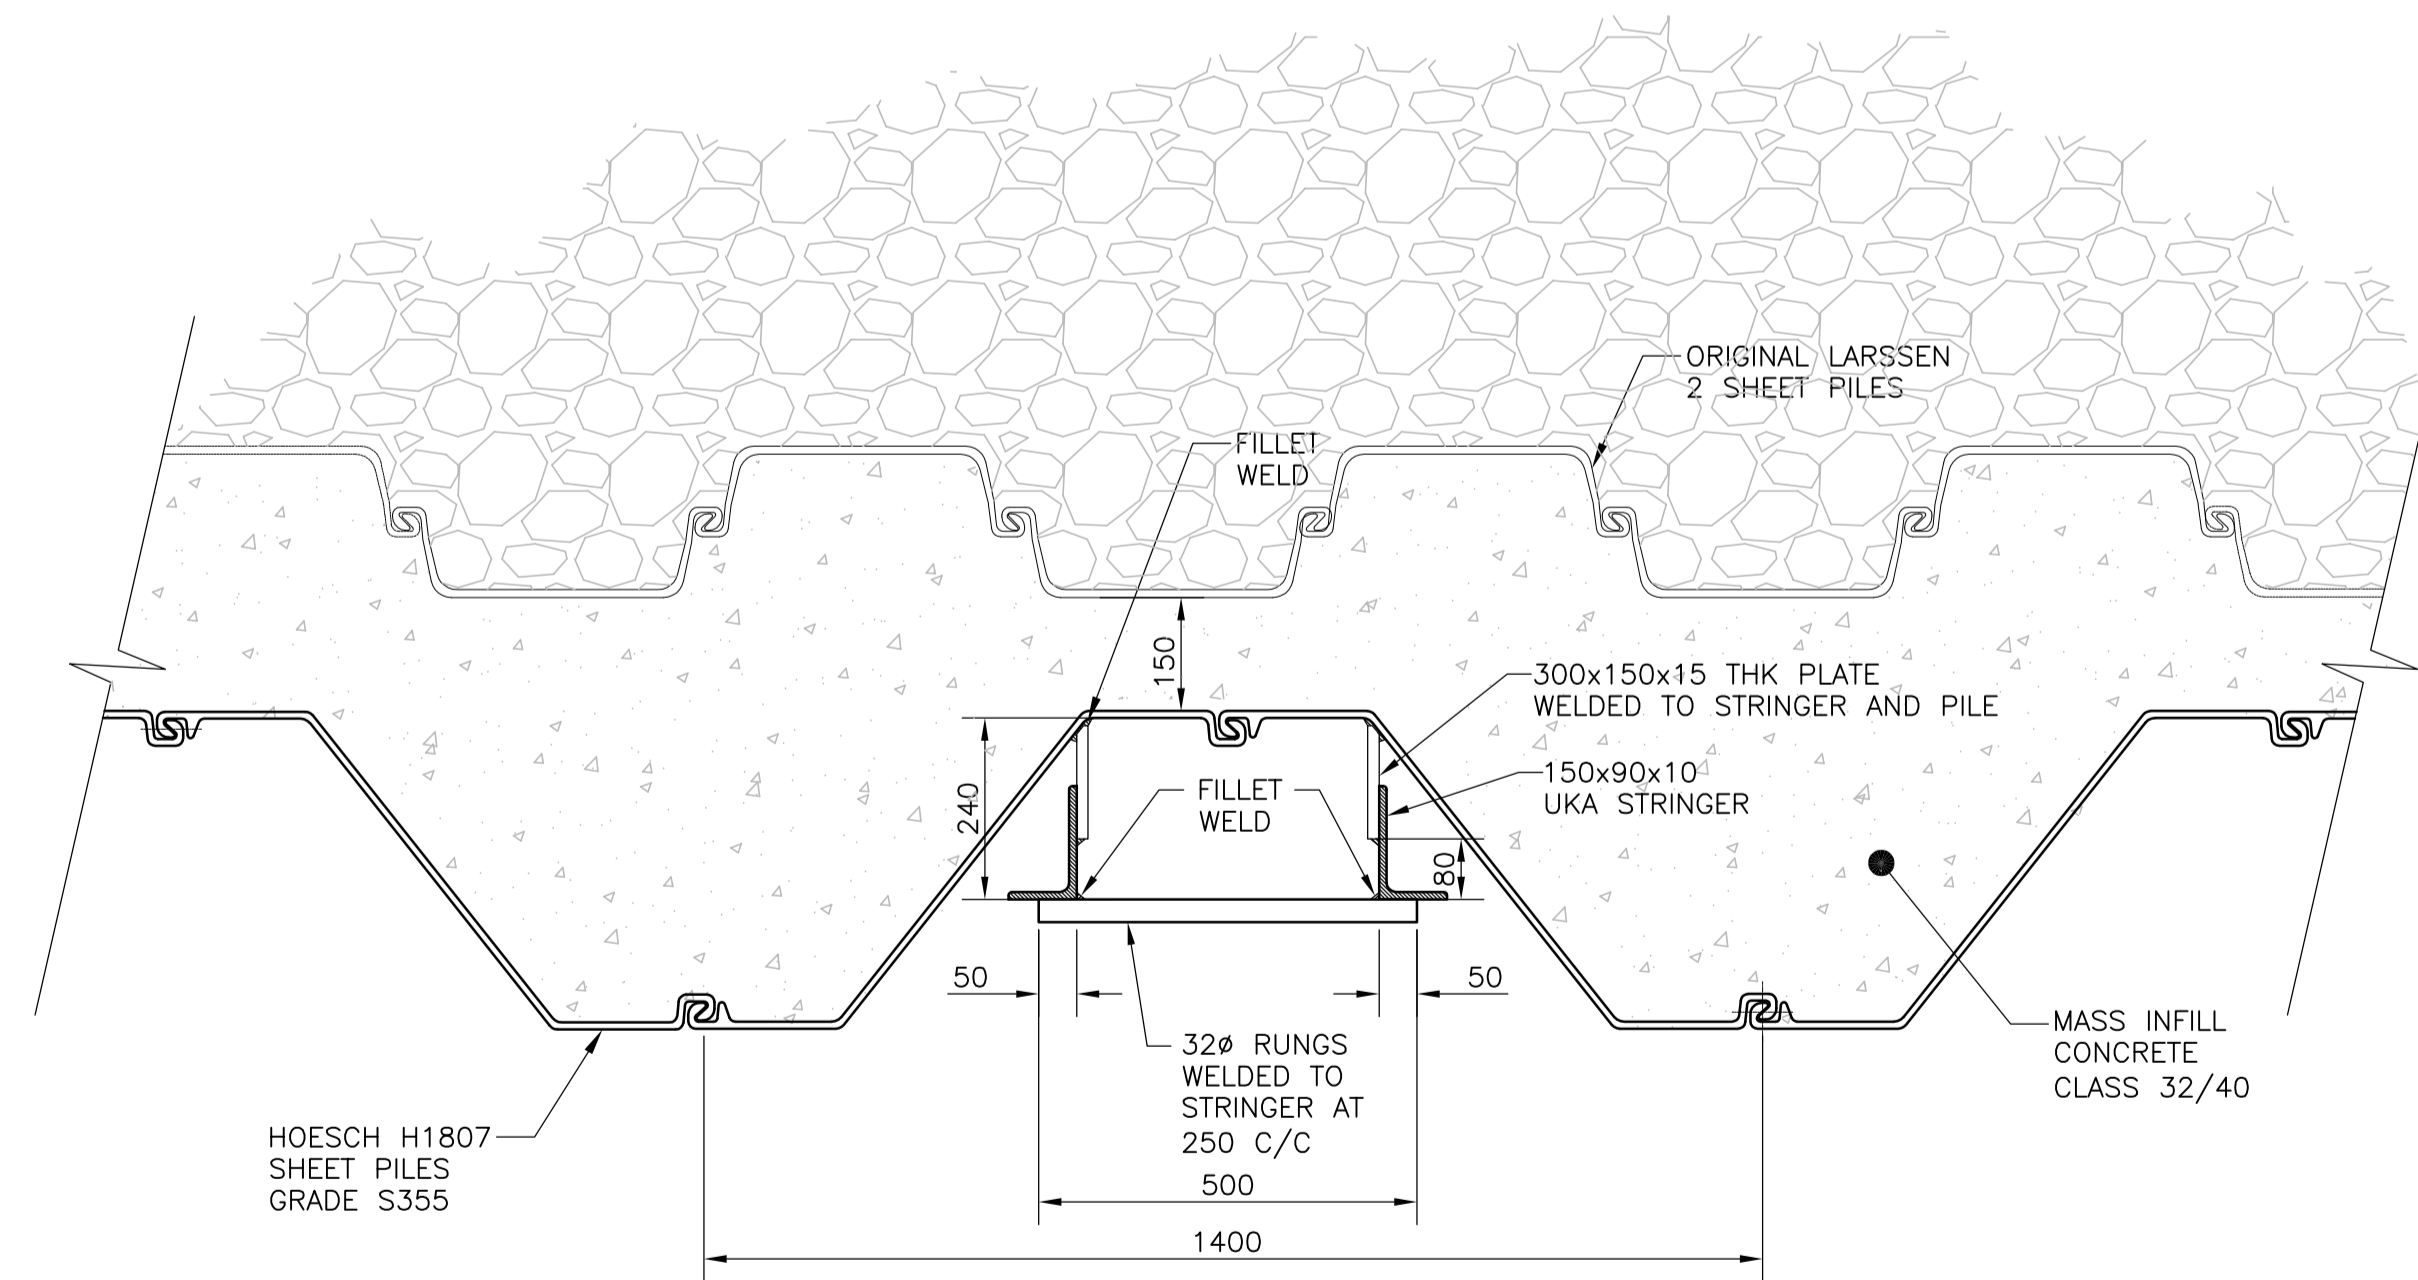 ORIGINAL LARSSEN
2 SHEET PILES
FILLET
WELD
150
300x150x15 THK PLATE
WELDED TO STRINGER AND PILE
150x90x10
UKA STRINGER
FILLET
WELD
240
80
50
50
32ø RUNGS
WELDED TO
STRINGER AT
250 C/C
MASS INFILL
CONCRETE
CLASS 32/40
HOESCH H1807
SHEET PILES
GRADE S355
500
1400